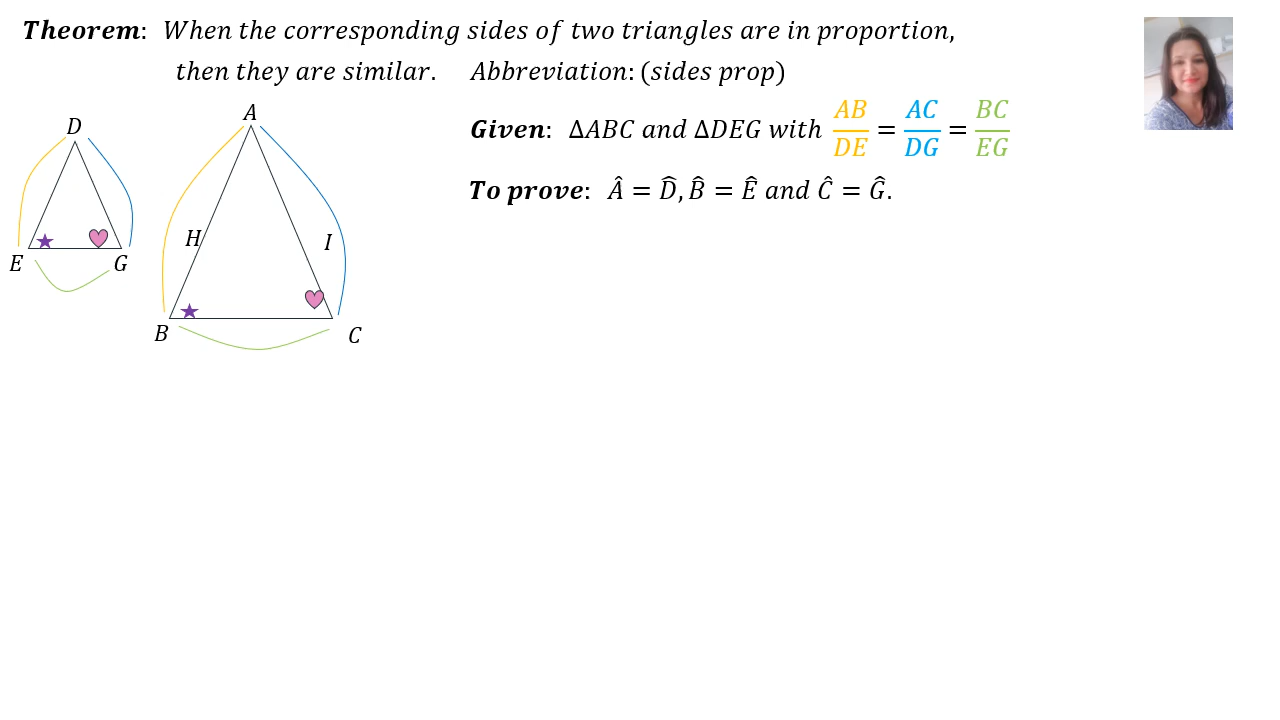 Theorem: When the corresponding sides of two triangles are in proportion,
then they are similar. Abbreviation: (sides prop)
Given: ΔABC and ΔDEG with AB/DE = AC/DG = BC/EG
To prove: Â = D̂, B̂ = Ê and Ĉ = Ĝ.
D
A
H
I
E
G
B
C